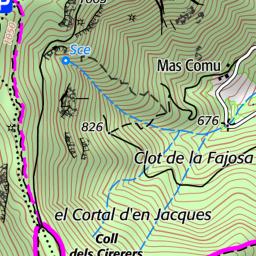 Sce
Mas Comu
676
826
Clot de la Fajosa
el Cortal d'en Jacques
Coll
dels Cirerers